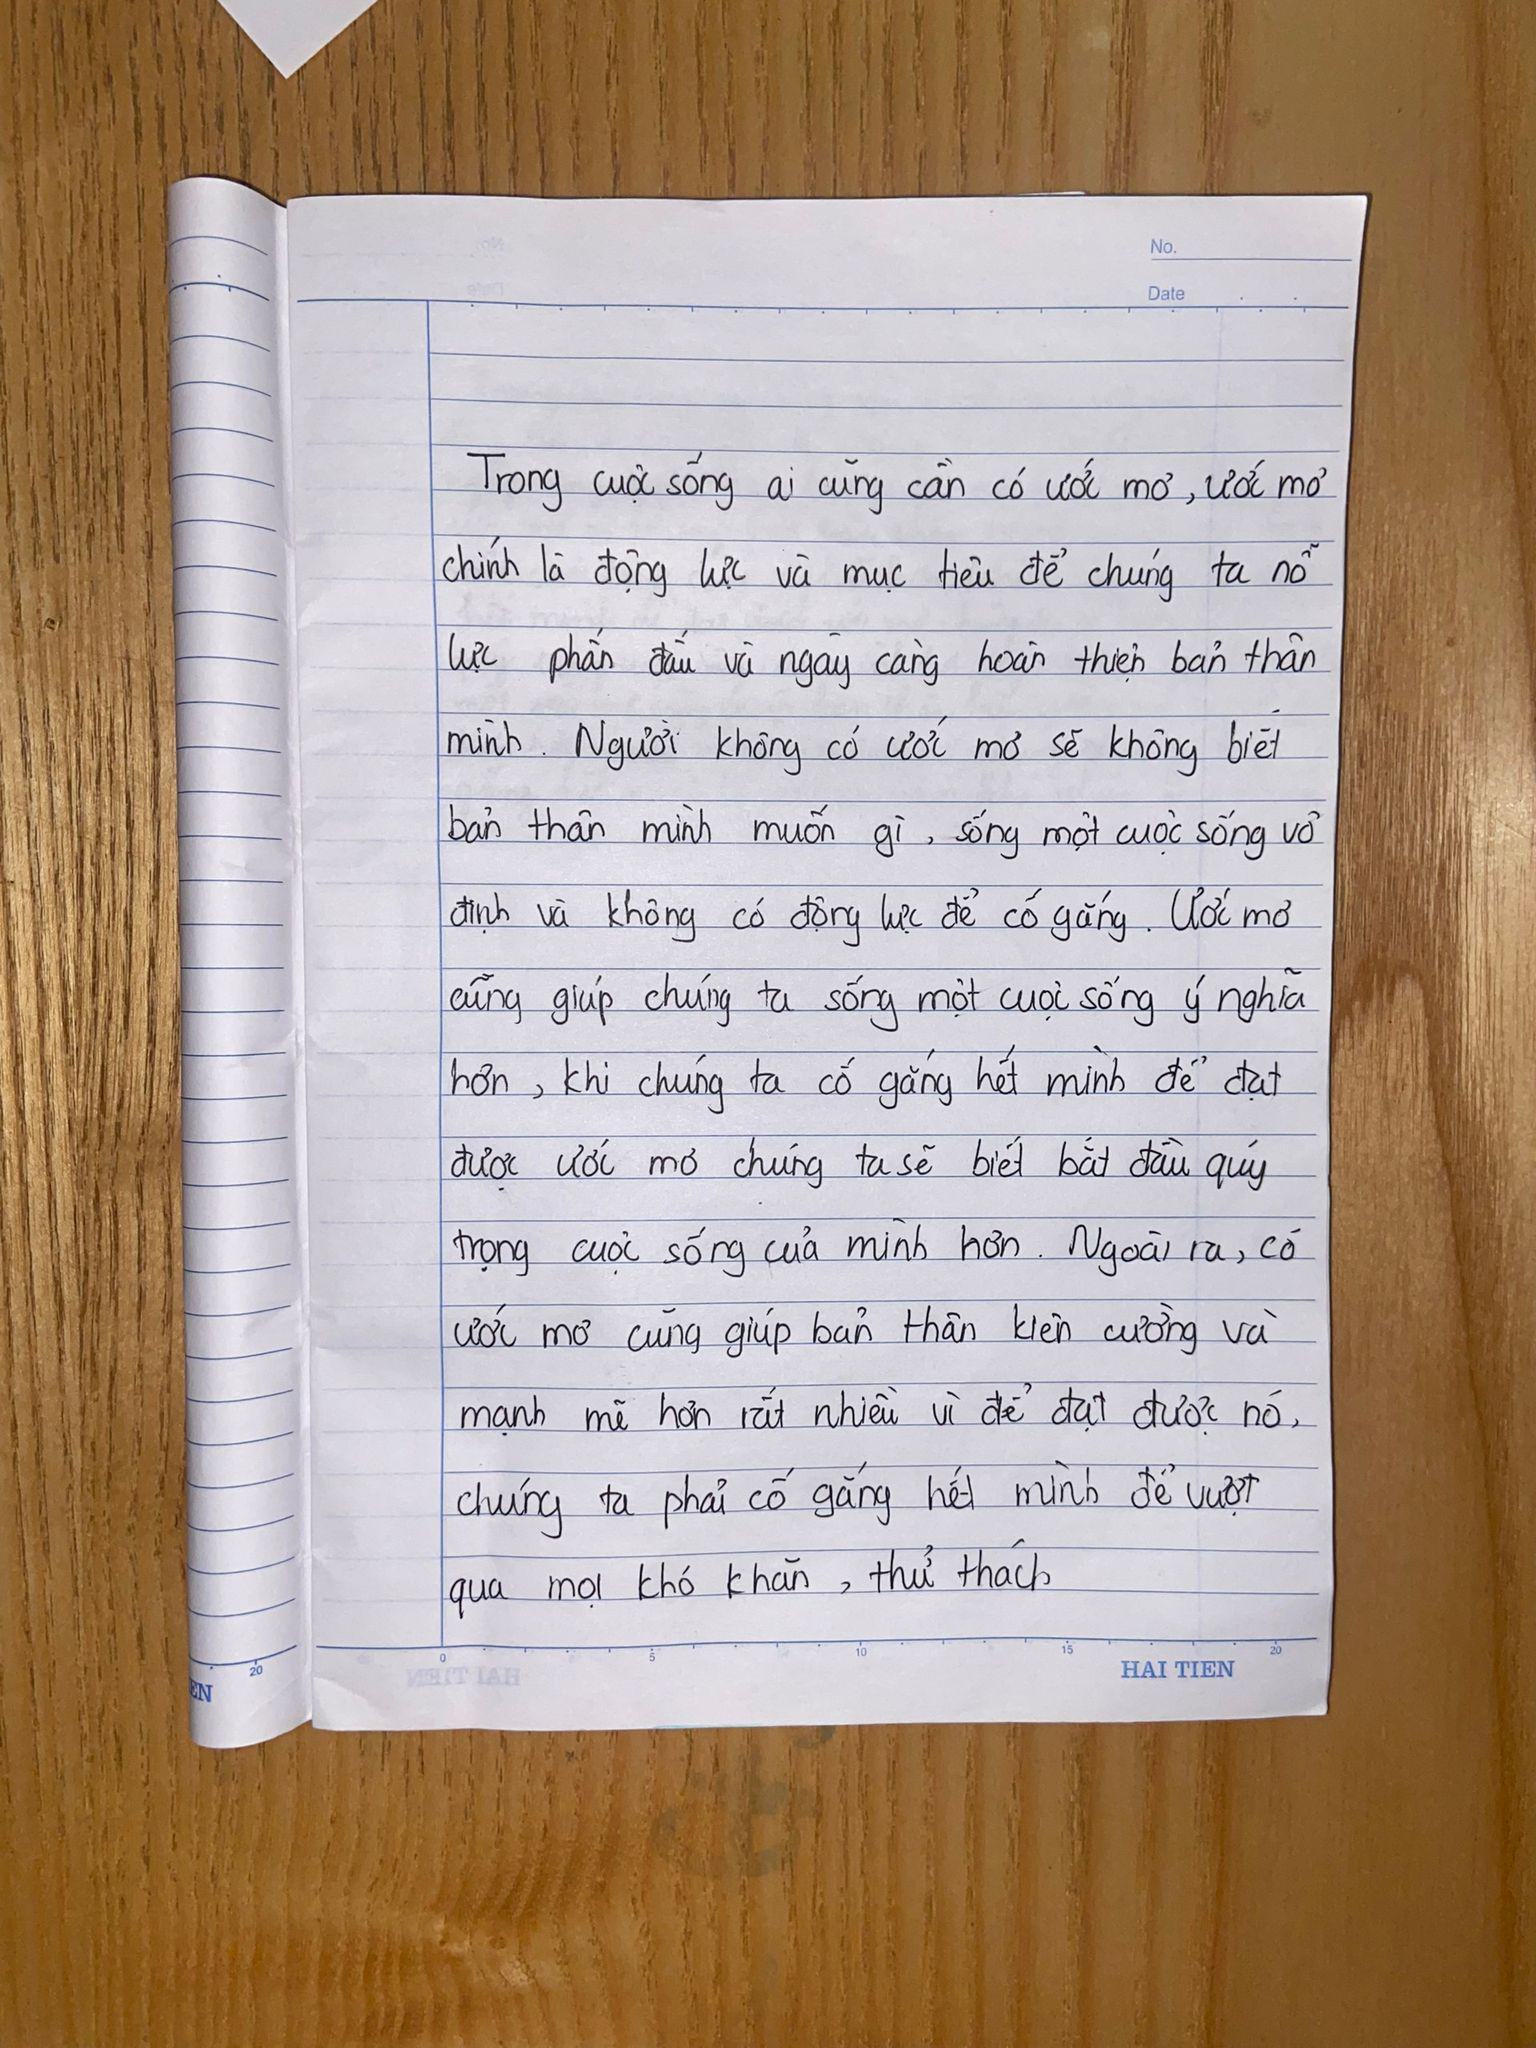 No.
Date
Trong cuộc sống ai cũng cần có ước mơ, ước mơ
chính là động lực và mục tiêu để chúng ta nỗ
lực phấn đấu và ngày càng hoàn thiện bản thân
mình. Người không có ước mơ sẽ không biết
bản thân mình muốn gì, sống một cuộc sống vô
định và không có động lực để cố gắng. Ước mơ
cũng giúp chúng ta sống một cuộc sống ý nghĩa
hơn, khi chúng ta cố gắng hết mình để đạt
được ước mơ chúng ta sẽ biết bắt đầu quý
trọng cuộc sống của mình hơn. Ngoài ra, có
ước mơ cũng giúp bản thân kiên cường và
mạnh mẽ hơn rất nhiều vì để đạt được nó,
chúng ta phải cố gắng hết mình để vượt
qua mọi khó khăn, thử thách
0 5 10 15 20
HAI TIEN
20
EN